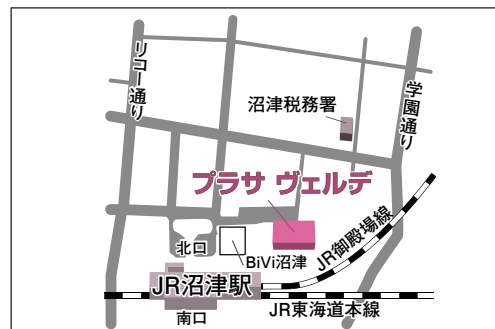 リコー通り
学園通り
沼津税務署
プラサ ヴェルデ
北口
BiVi沼津
JR御殿場線
JR沼津駅
南口
JR東海道本線